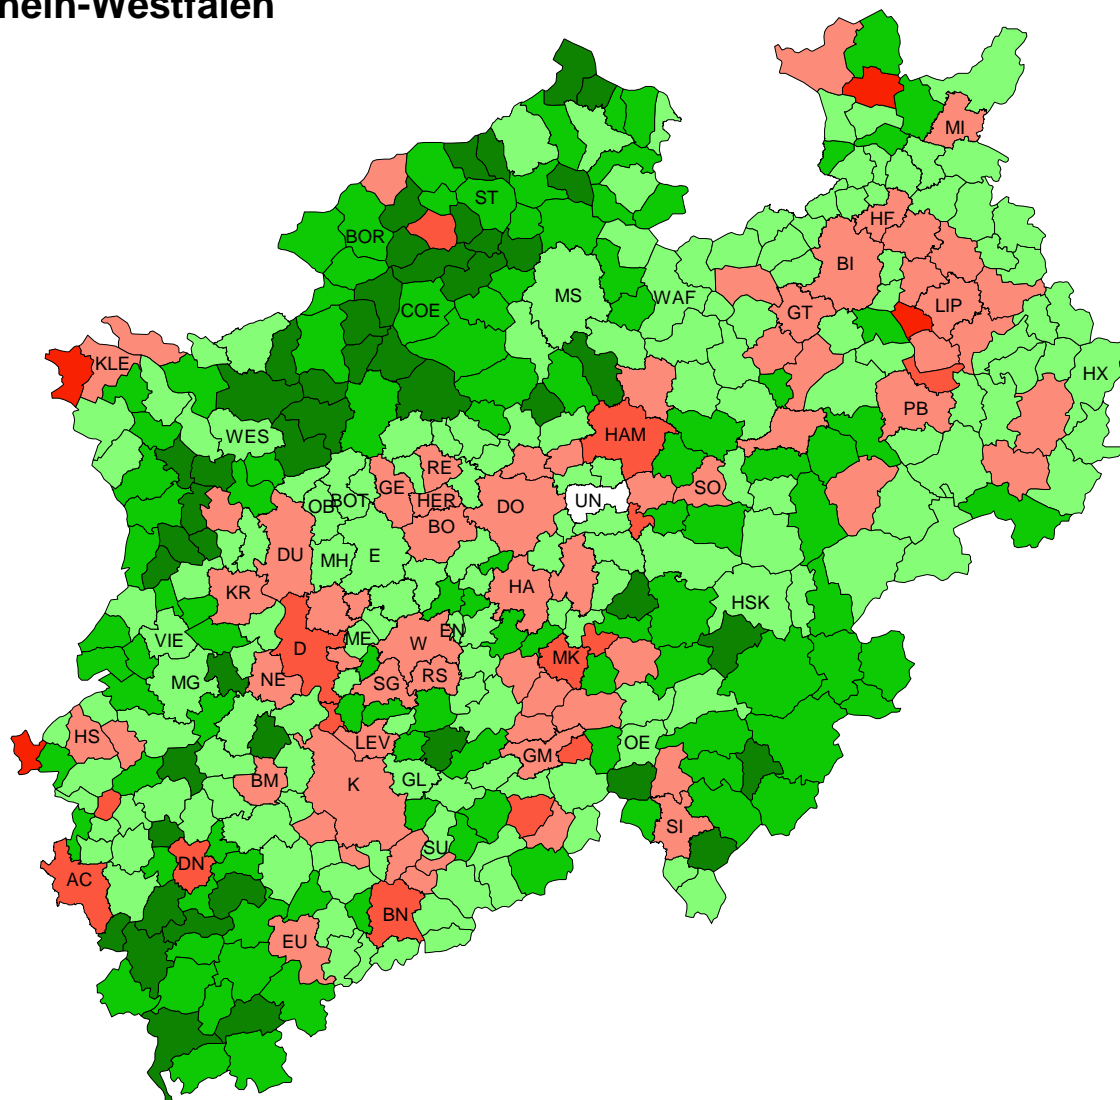 hein-Westfalen
MI
ST
HF
BOR
BI
MS
WAF
GT
LIP
COE
KLE
HX
PB
WES
HAM
RE
GE
BOT
OB
HER
DO
UN
SO
BO
DU
MH
E
HA
KR
HSK
VIE
ME
EN
D
W
MK
MG
NE
SG
RS
HS
LEV
OE
GM
BM
K
GL
SI
SU
DN
AC
BN
EU